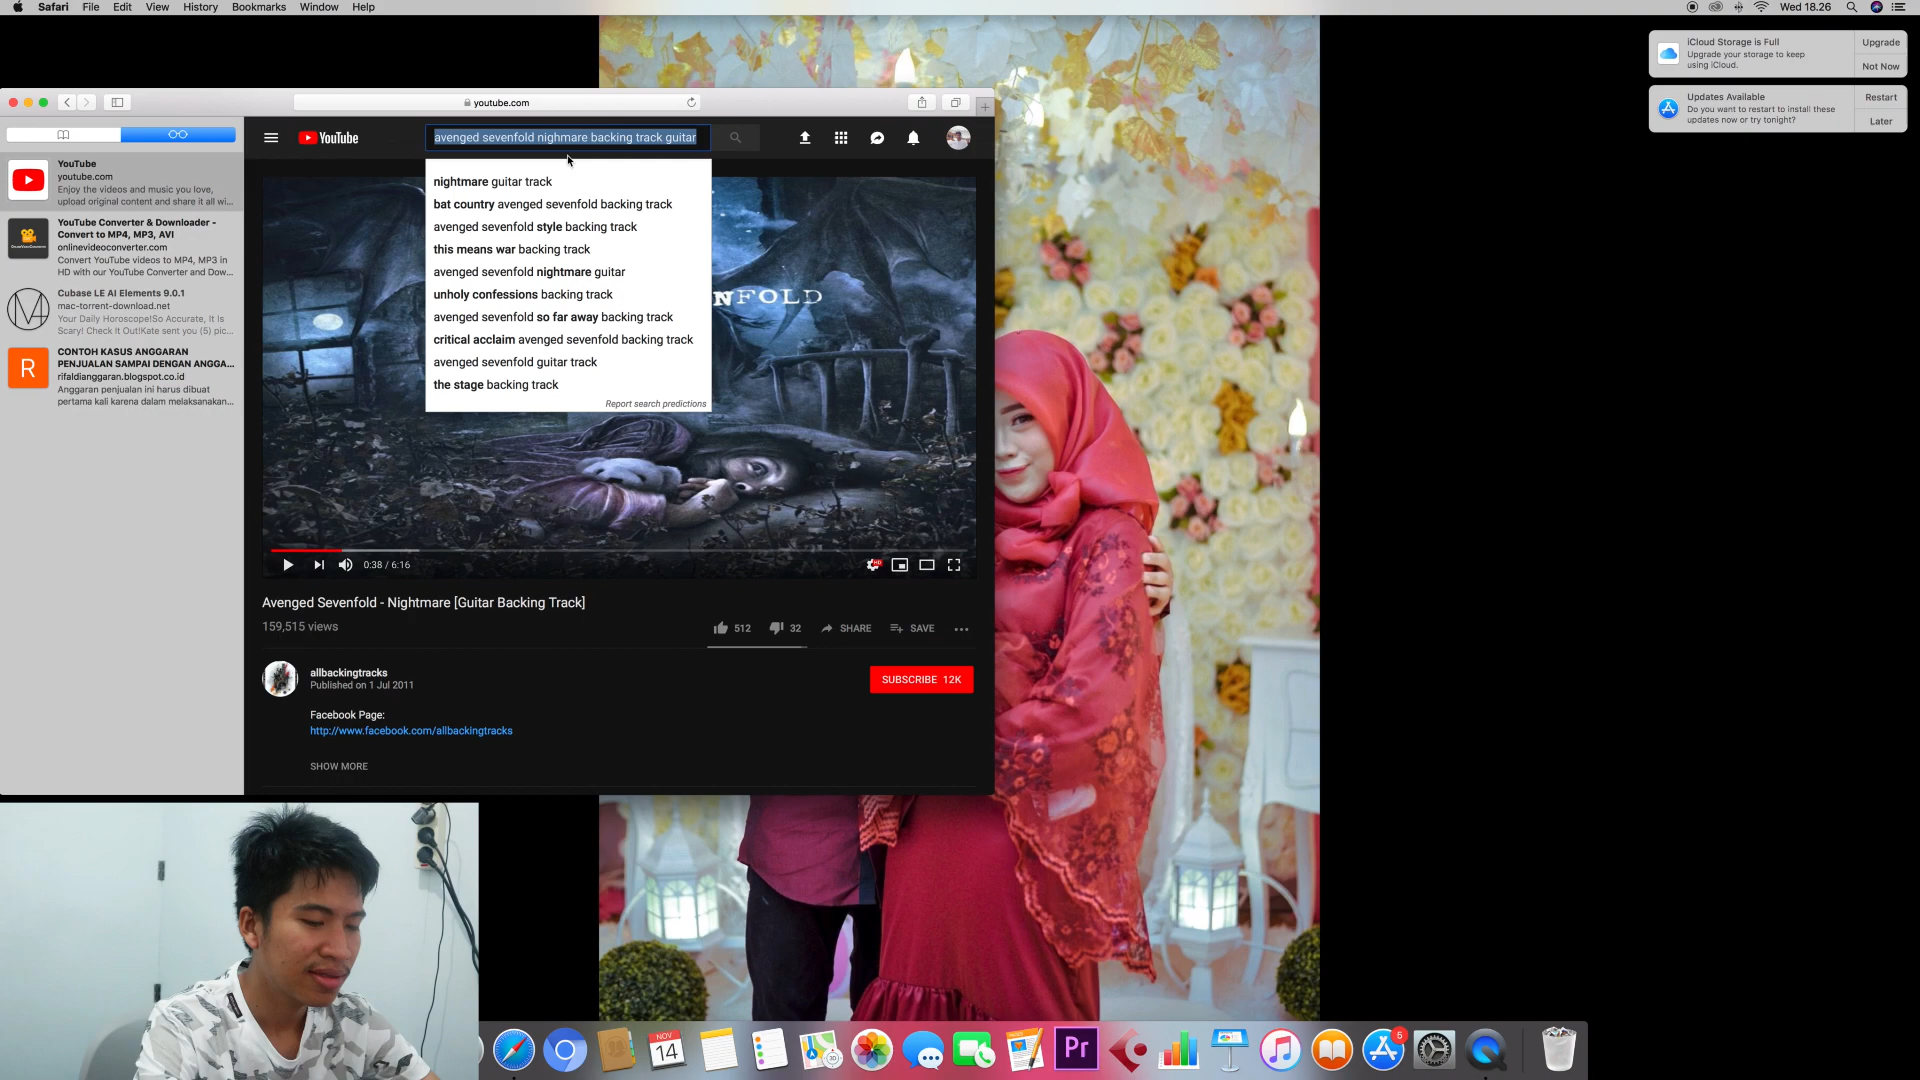 Safari File Edit View History Bookmarks Window Help
Wed 18.26
iCloud Storage is Full
Upgrade your storage to keep
using iCloud.
Upgrade
Not Now
Updates Available
Do you want to restart to install these
updates now or try tonight?
Restart
Later
youtube.com
YouTube
youtube.com
Enjoy the videos and music you love,
upload original content and share it all wi...
YouTube Converter & Downloader -
Convert to MP4, MP3, AVI
onlinevideoconverter.com
Convert YouTube videos to MP4, MP3 in
HD with our YouTube Converter and Dow...
Cubase LE AI Elements 9.0.1
mac-torrent-download.net
Your Daily Horoscope!So Accurate, It Is
Scary! Check It Out!Kate sent you (5) pic...
R
CONTOH KASUS ANGGARAN
PENJUALAN SAMPAI DENGAN ANGGA...
rifaldianggaran.blogspot.co.id
Anggaran penjualan ini harus dibuat
pertama kali karena dalam melaksanakan...
YouTube
avenged sevenfold nighmare backing track guitar
nightmare guitar track
bat country avenged sevenfold backing track
avenged sevenfold style backing track
this means war backing track
avenged sevenfold nightmare guitar
unholy confessions backing track
avenged sevenfold so far away backing track
critical acclaim avenged sevenfold backing track
avenged sevenfold guitar track
the stage backing track
Report search predictions
NFOLD
0:38 / 6:16
HD
Avenged Sevenfold - Nightmare [Guitar Backing Track]
159,515 views
512
32
SHARE
SAVE
allbackingtracks
Published on 1 Jul 2011
SUBSCRIBE 12K
Facebook Page:
http://www.facebook.com/allbackingtracks
SHOW MORE
NOV
14
3D
Pr
5